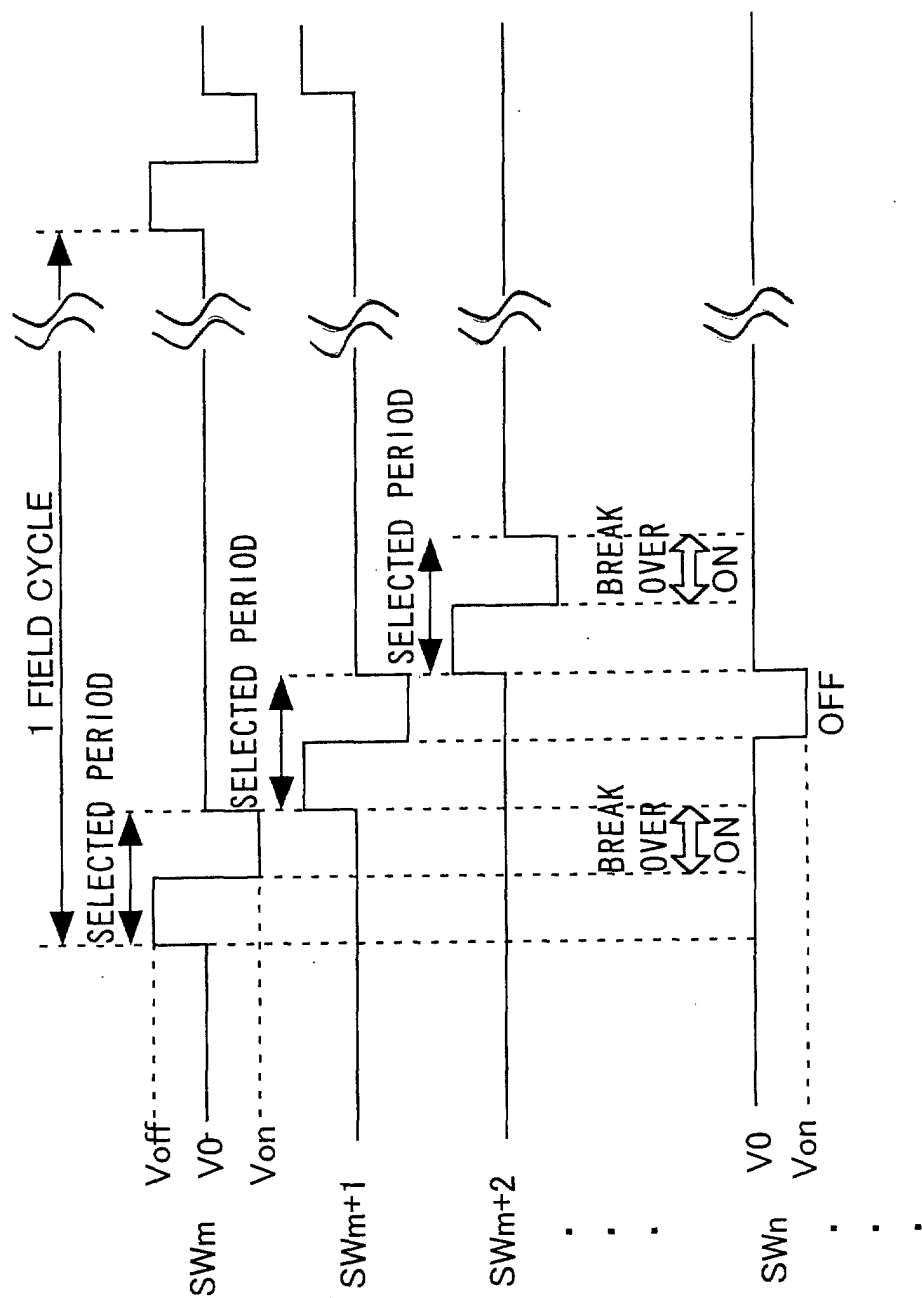 1 FIELD CYCLE
SELECTED PERIOD
SELECTED PERIOD
SELECTED PERIOD
Voff
SWm V0
Von
SWm+1
SWm+2
BREAK
OVER
ON
BREAK
OVER
ON
SWn V0
Von
OFF